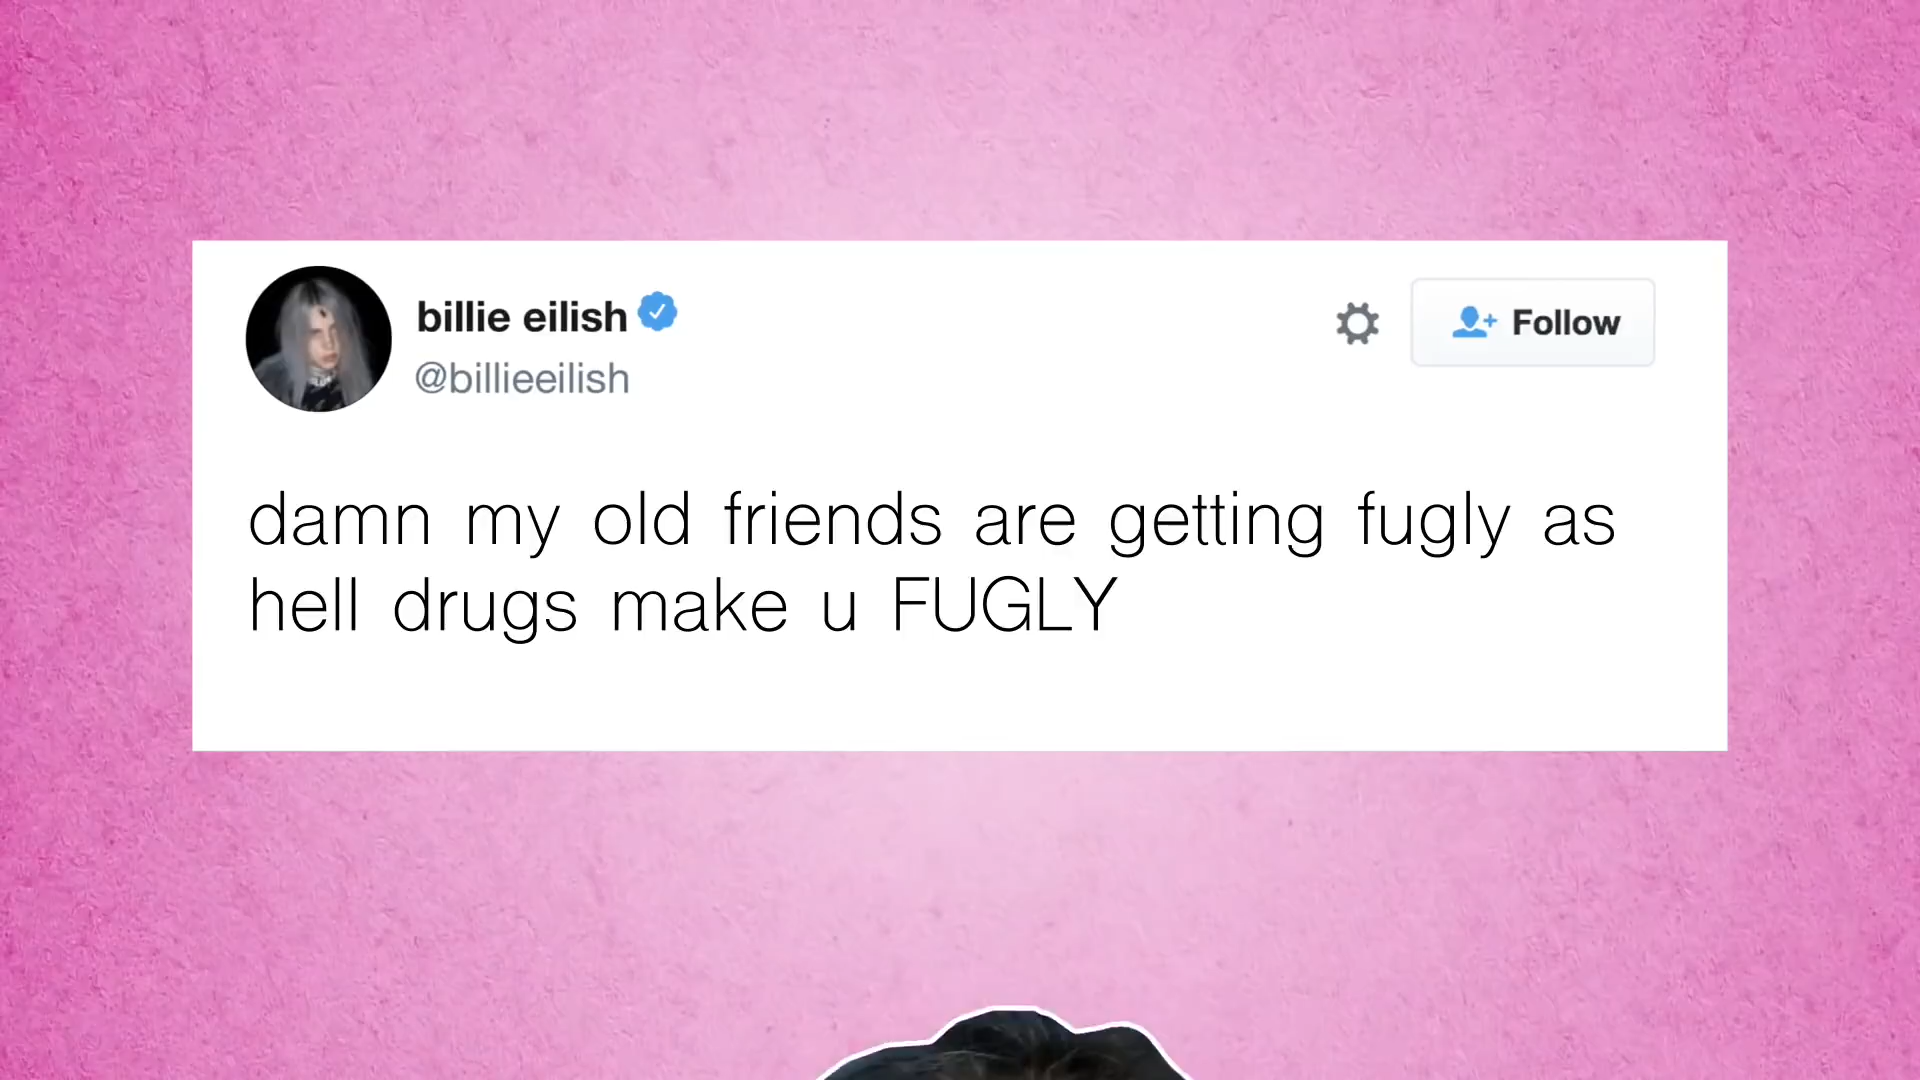 billie eilish
@billieeilish
Follow
damn my old friends are getting fugly as
hell drugs make u FUGLY